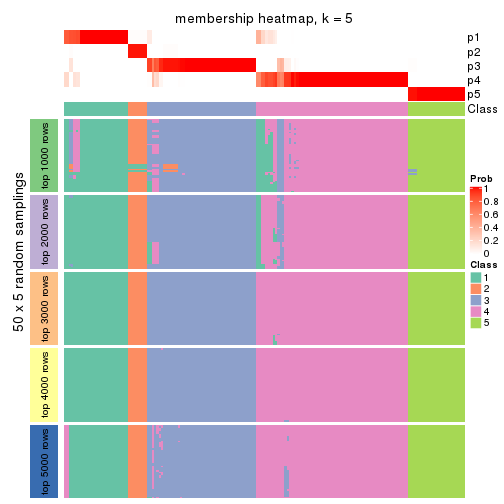 membership heatmap, k = 5
p1
p2
p3
p4
p5
Class
50 x 5 random samplings
top 1000 rows
top 2000 rows
top 3000 rows
top 4000 rows
top 5000 rows
Prob
1
0.8
0.6
0.4
0.2
0
Class
1
2
3
4
5